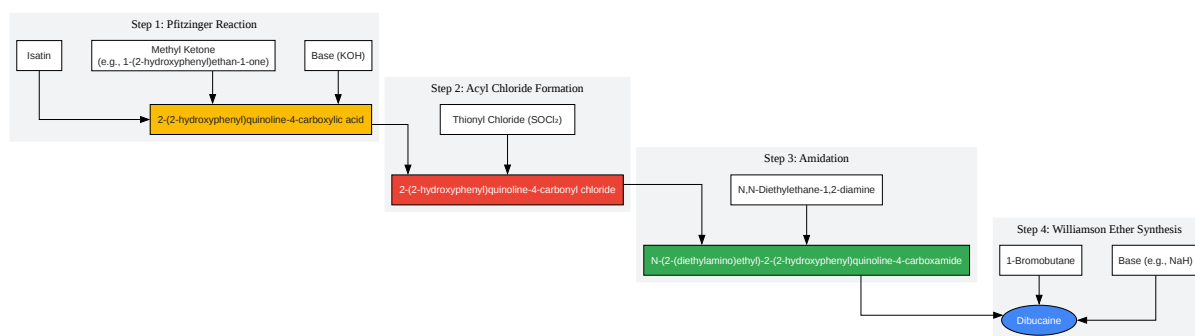 Step 1: Pfitzinger Reaction
Isatin
Methyl Ketone
(e.g., 1-(2-hydroxyphenyl)ethan-1-one)
Base (KOH)
2-(2-hydroxyphenyl)quinoline-4-carboxylic acid
Step 2: Acyl Chloride Formation
Thionyl Chloride (SOCl₂)
2-(2-hydroxyphenyl)quinoline-4-carbonyl chloride
Step 3: Amidation
N,N-Diethylethane-1,2-diamine
N-(2-(diethylamino)ethyl)-2-(2-hydroxyphenyl)quinoline-4-carboxamide
Step 4: Williamson Ether Synthesis
1-Bromobutane
Base (e.g., NaH)
Dibucaine